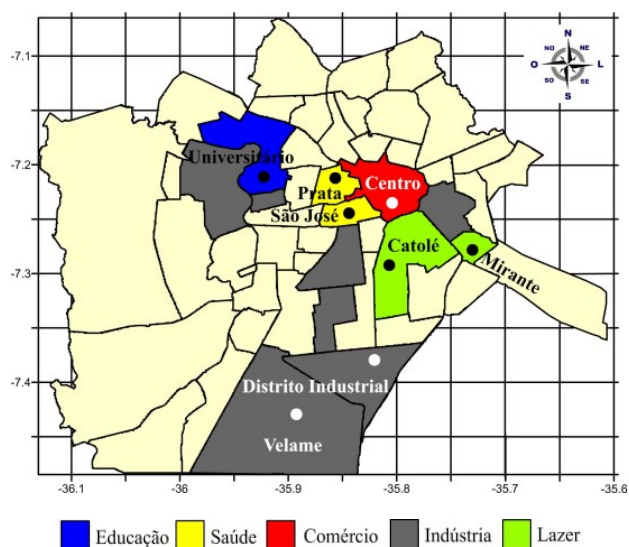 -7.1
-7.2
-7.3
-7.4
N
NO NE
O L
SO SE
S
Universitário
Prata
Centro
São José
Catolé
Mirante
Distrito Industrial
Velame
-36.1 -36 -35.9 -35.8 -35.7 -35.6
Educação Saúde Comércio Indústria Lazer